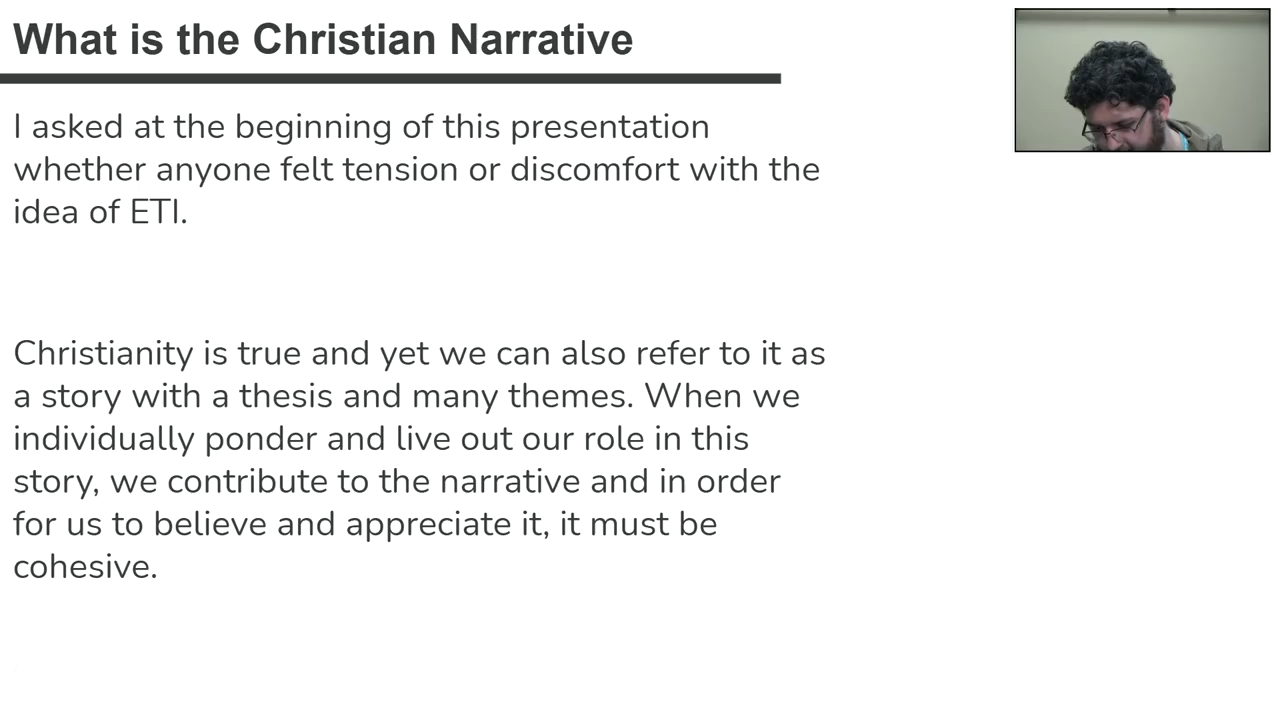 What is the Christian Narrative
I asked at the beginning of this presentation
whether anyone felt tension or discomfort with the
idea of ETI.
Christianity is true and yet we can also refer to it as
a story with a thesis and many themes. When we
individually ponder and live out our role in this
story, we contribute to the narrative and in order
for us to believe and appreciate it, it must be
cohesive.